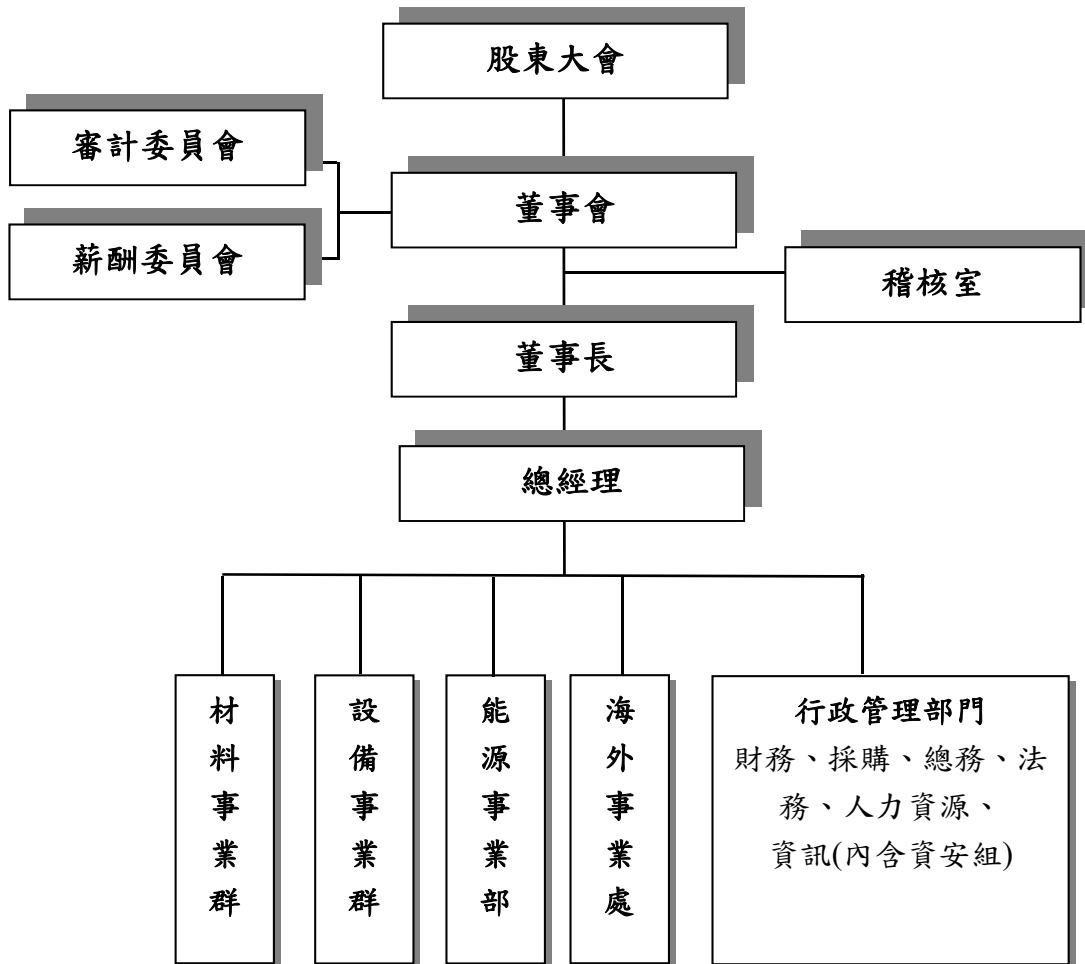 股東大會
審計委員會
董事會
薪酬委員會
稽核室
董事長
總經理
材料事業群
設備事業群
能源事業部
海外事業處
行政管理部門
財務、採購、總務、法
務、人力資源、
資訊(內含資安組)